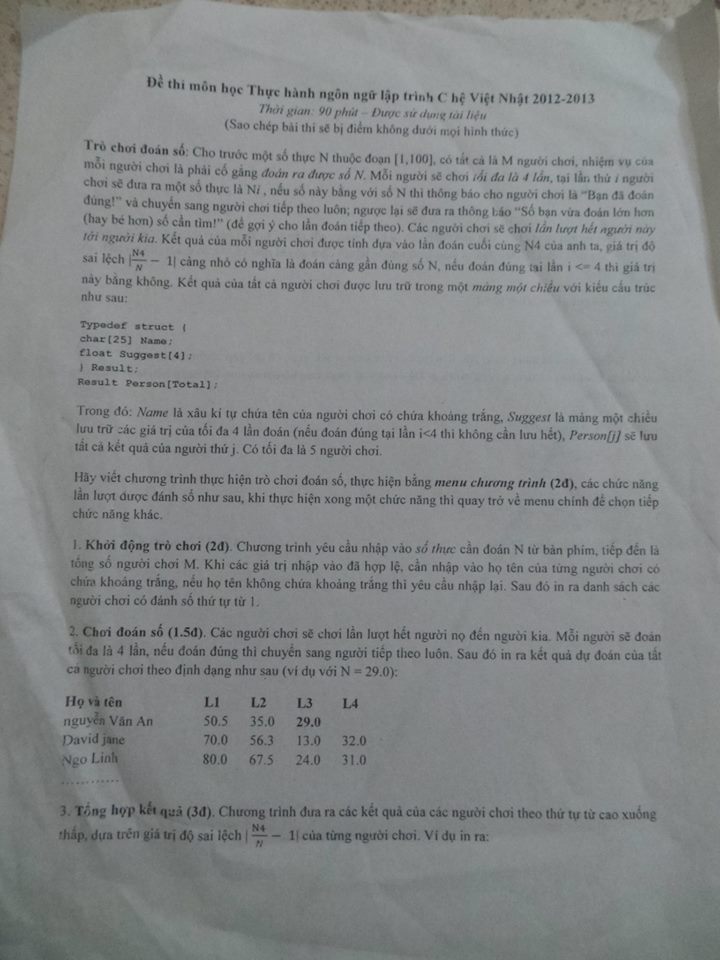 Đề thi môn học Thực hành ngôn ngữ lập trình C hệ Việt Nhật 2012-2013
Thời gian: 90 phút – Được sử dụng tài liệu
(Sao chép bài thi sẽ bị điểm không dưới mọi hình thức)
Trò chơi đoán số: Cho trước một số thực N thuộc đoạn [1,100], có tất cả là M người chơi, nhiệm vụ của
mỗi người chơi là phải cố gắng đoán ra được số N. Mỗi người sẽ chơi tối đa là 4 lần, tại lần thứ i người
chơi sẽ đưa ra một số thực là Ni , nếu số này bằng với số N thì thông báo cho người chơi là “Bạn đã đoán
đúng!” và chuyển sang người chơi tiếp theo luôn; ngược lại sẽ đưa ra thông báo “Số bạn vừa đoán lớn hơn
(hay bé hơn) số cần tìm!” (để gợi ý cho lần đoán tiếp theo). Các người chơi sẽ chơi lần lượt hết người này
tới người kia. Kết quả của mỗi người chơi được tính dựa vào lần đoán cuối cùng N4 của anh ta, giá trị độ
sai lệch |N4/N − 1| càng nhỏ có nghĩa là đoán càng gần đúng số N, nếu đoán đúng tại lần i <= 4 thì giá trị
này bằng không. Kết quả của tất cả người chơi được lưu trữ trong một mảng một chiều với kiểu cấu trúc
như sau:
Typedef struct {
char[25] Name;
float Suggest[4];
} Result;
Result Person[Total];
Trong đó: Name là xâu kí tự chứa tên của người chơi có chứa khoảng trắng, Suggest là mảng một chiều
lưu trữ các giá trị của tối đa 4 lần đoán (nếu đoán đúng tại lần i<4 thì không cần lưu hết), Person[j] sẽ lưu
tất cả kết quả của người thứ j. Có tối đa là 5 người chơi.
Hãy viết chương trình thực hiện trò chơi đoán số, thực hiện bằng menu chương trình (2đ), các chức năng
lần lượt được đánh số như sau, khi thực hiện xong một chức năng thì quay trở về menu chính để chọn tiếp
chức năng khác.
1. Khởi động trò chơi (2đ). Chương trình yêu cầu nhập vào số thực cần đoán N từ bàn phím, tiếp đến là
tổng số người chơi M. Khi các giá trị nhập vào đã hợp lệ, cần nhập vào họ tên của từng người chơi có
chứa khoảng trắng, nếu họ tên không chứa khoảng trắng thì yêu cầu nhập lại. Sau đó in ra danh sách các
người chơi có đánh số thứ tự từ 1.
2. Chơi đoán số (1.5đ). Các người chơi sẽ chơi lần lượt hết người nọ đến người kia. Mỗi người sẽ đoán
tối đa là 4 lần, nếu đoán đúng thì chuyển sang người tiếp theo luôn. Sau đó in ra kết quả dự đoán của tất
cả người chơi theo định dạng như sau (ví dụ với N = 29.0):
Họ và tên L1 L2 L3 L4
nguyễn Văn An 50.5 35.0 29.0
David jane 70.0 56.3 13.0 32.0
Ngo Linh 80.0 67.5 24.0 31.0
............
3. Tổng hợp kết quả (3đ). Chương trình đưa ra các kết quả của các người chơi theo thứ tự từ cao xuống
thấp, dựa trên giá trị độ sai lệch |N4/N − 1| của từng người chơi. Ví dụ in ra: